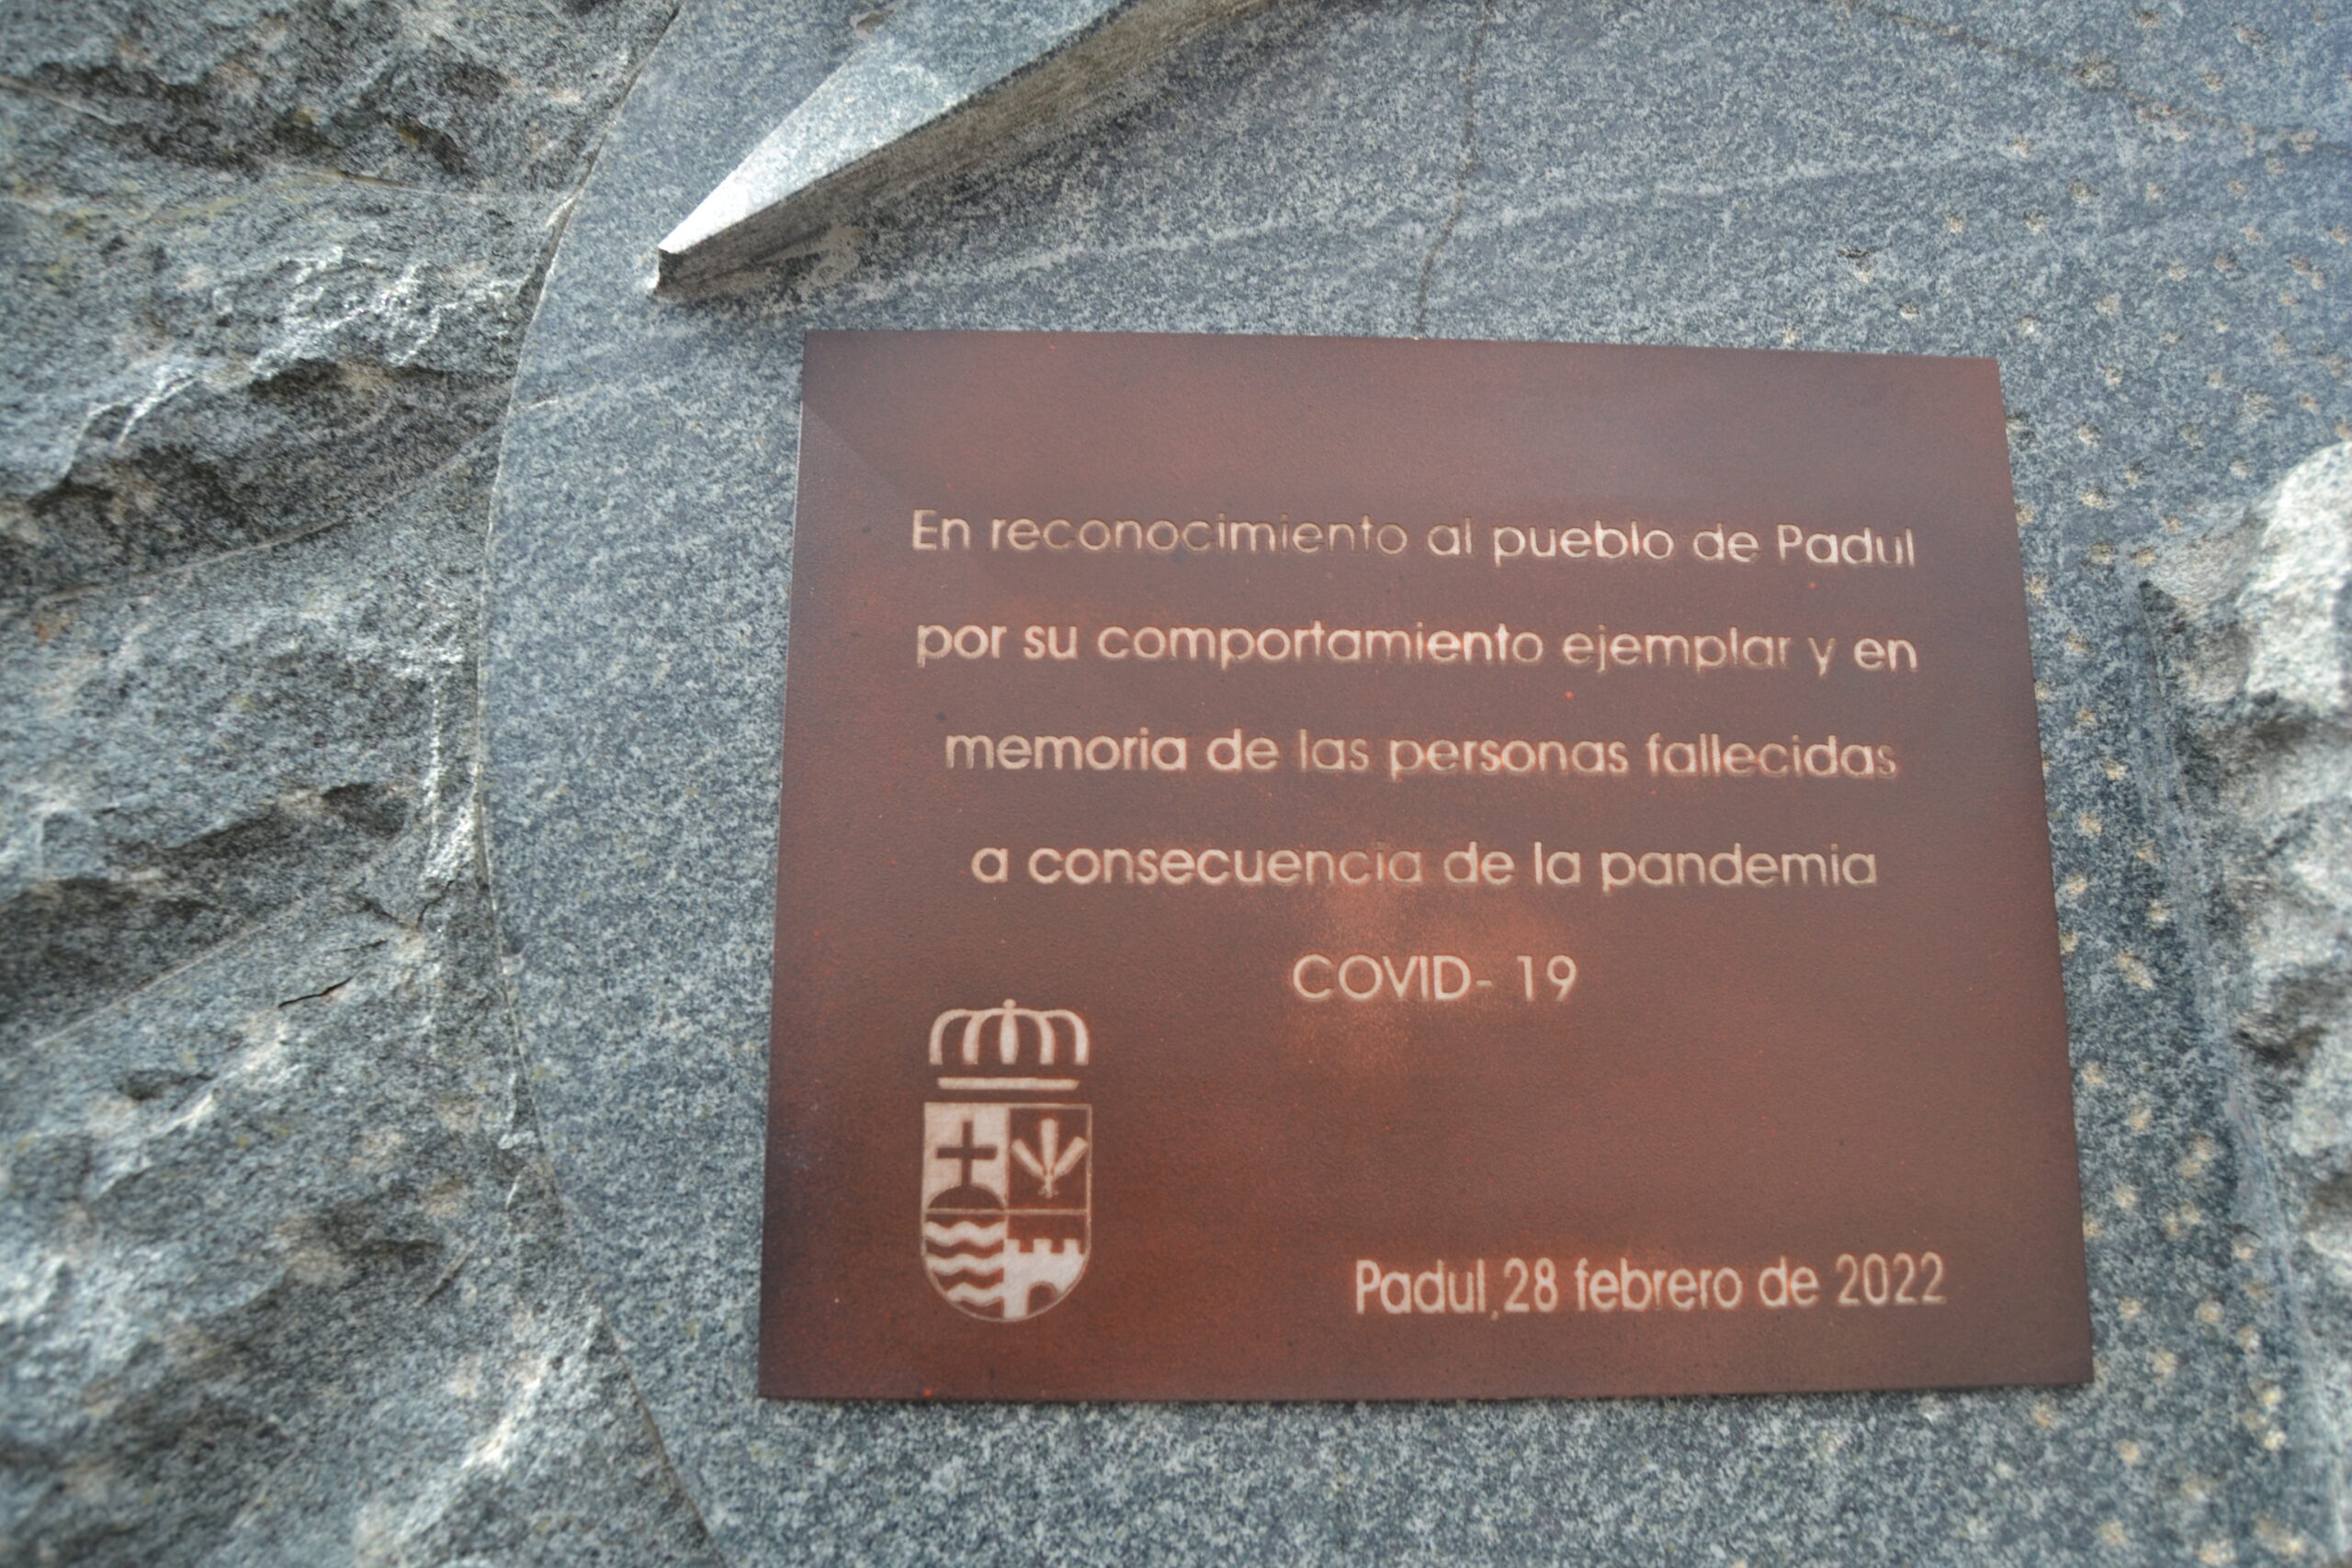 En reconocimiento al pueblo de Padul
por su comportamiento ejemplar y en
memoria de las personas fallecidas
a consecuencia de la pandemia
COVID- 19
Padul,28 febrero de 2022